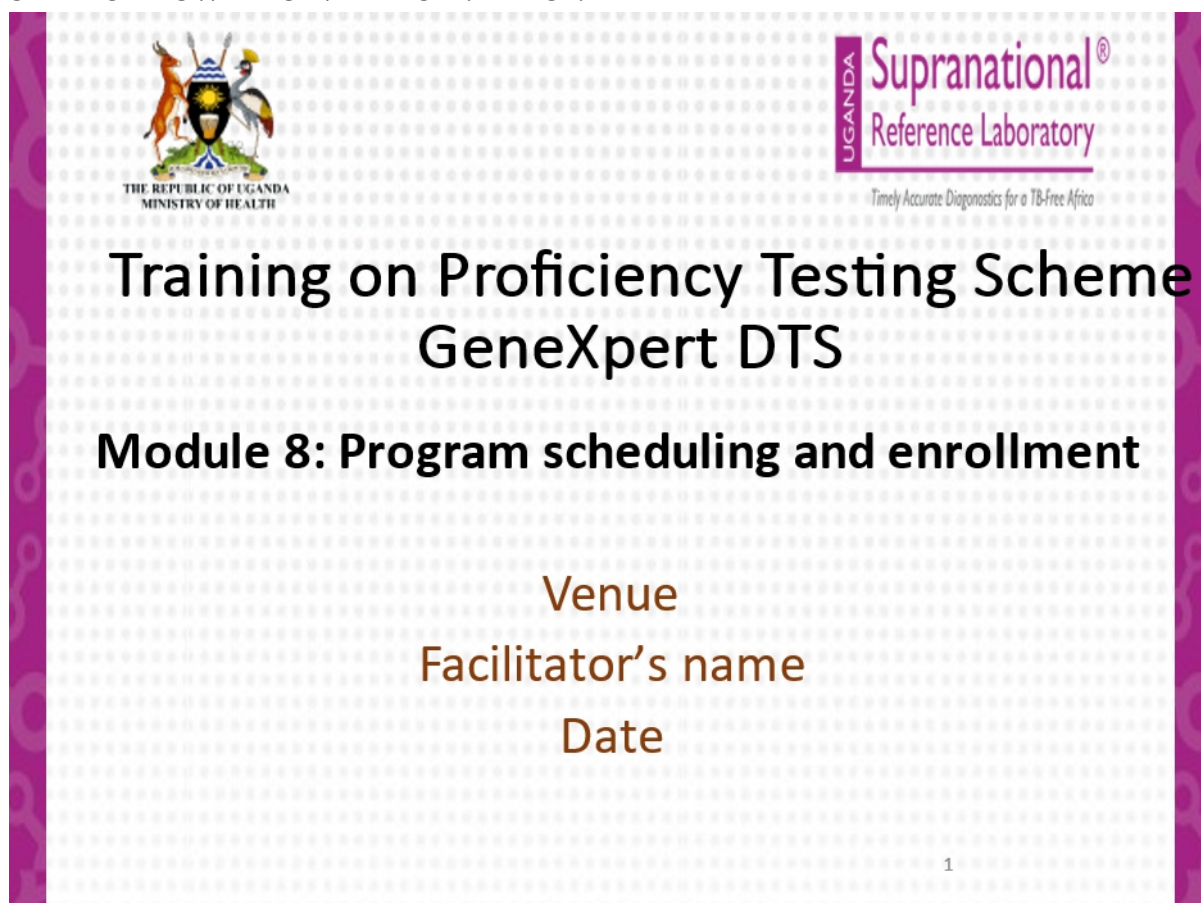 THE REPUBLIC OF UGANDA
MINISTRY OF HEALTH
UGANDA
Supranational®
Reference Laboratory
Timely Accurate Diagonostics for a TB-Free Africa
Training on Proficiency Testing Scheme
GeneXpert DTS
Module 8: Program scheduling and enrollment
Venue
Facilitator’s name
Date
1